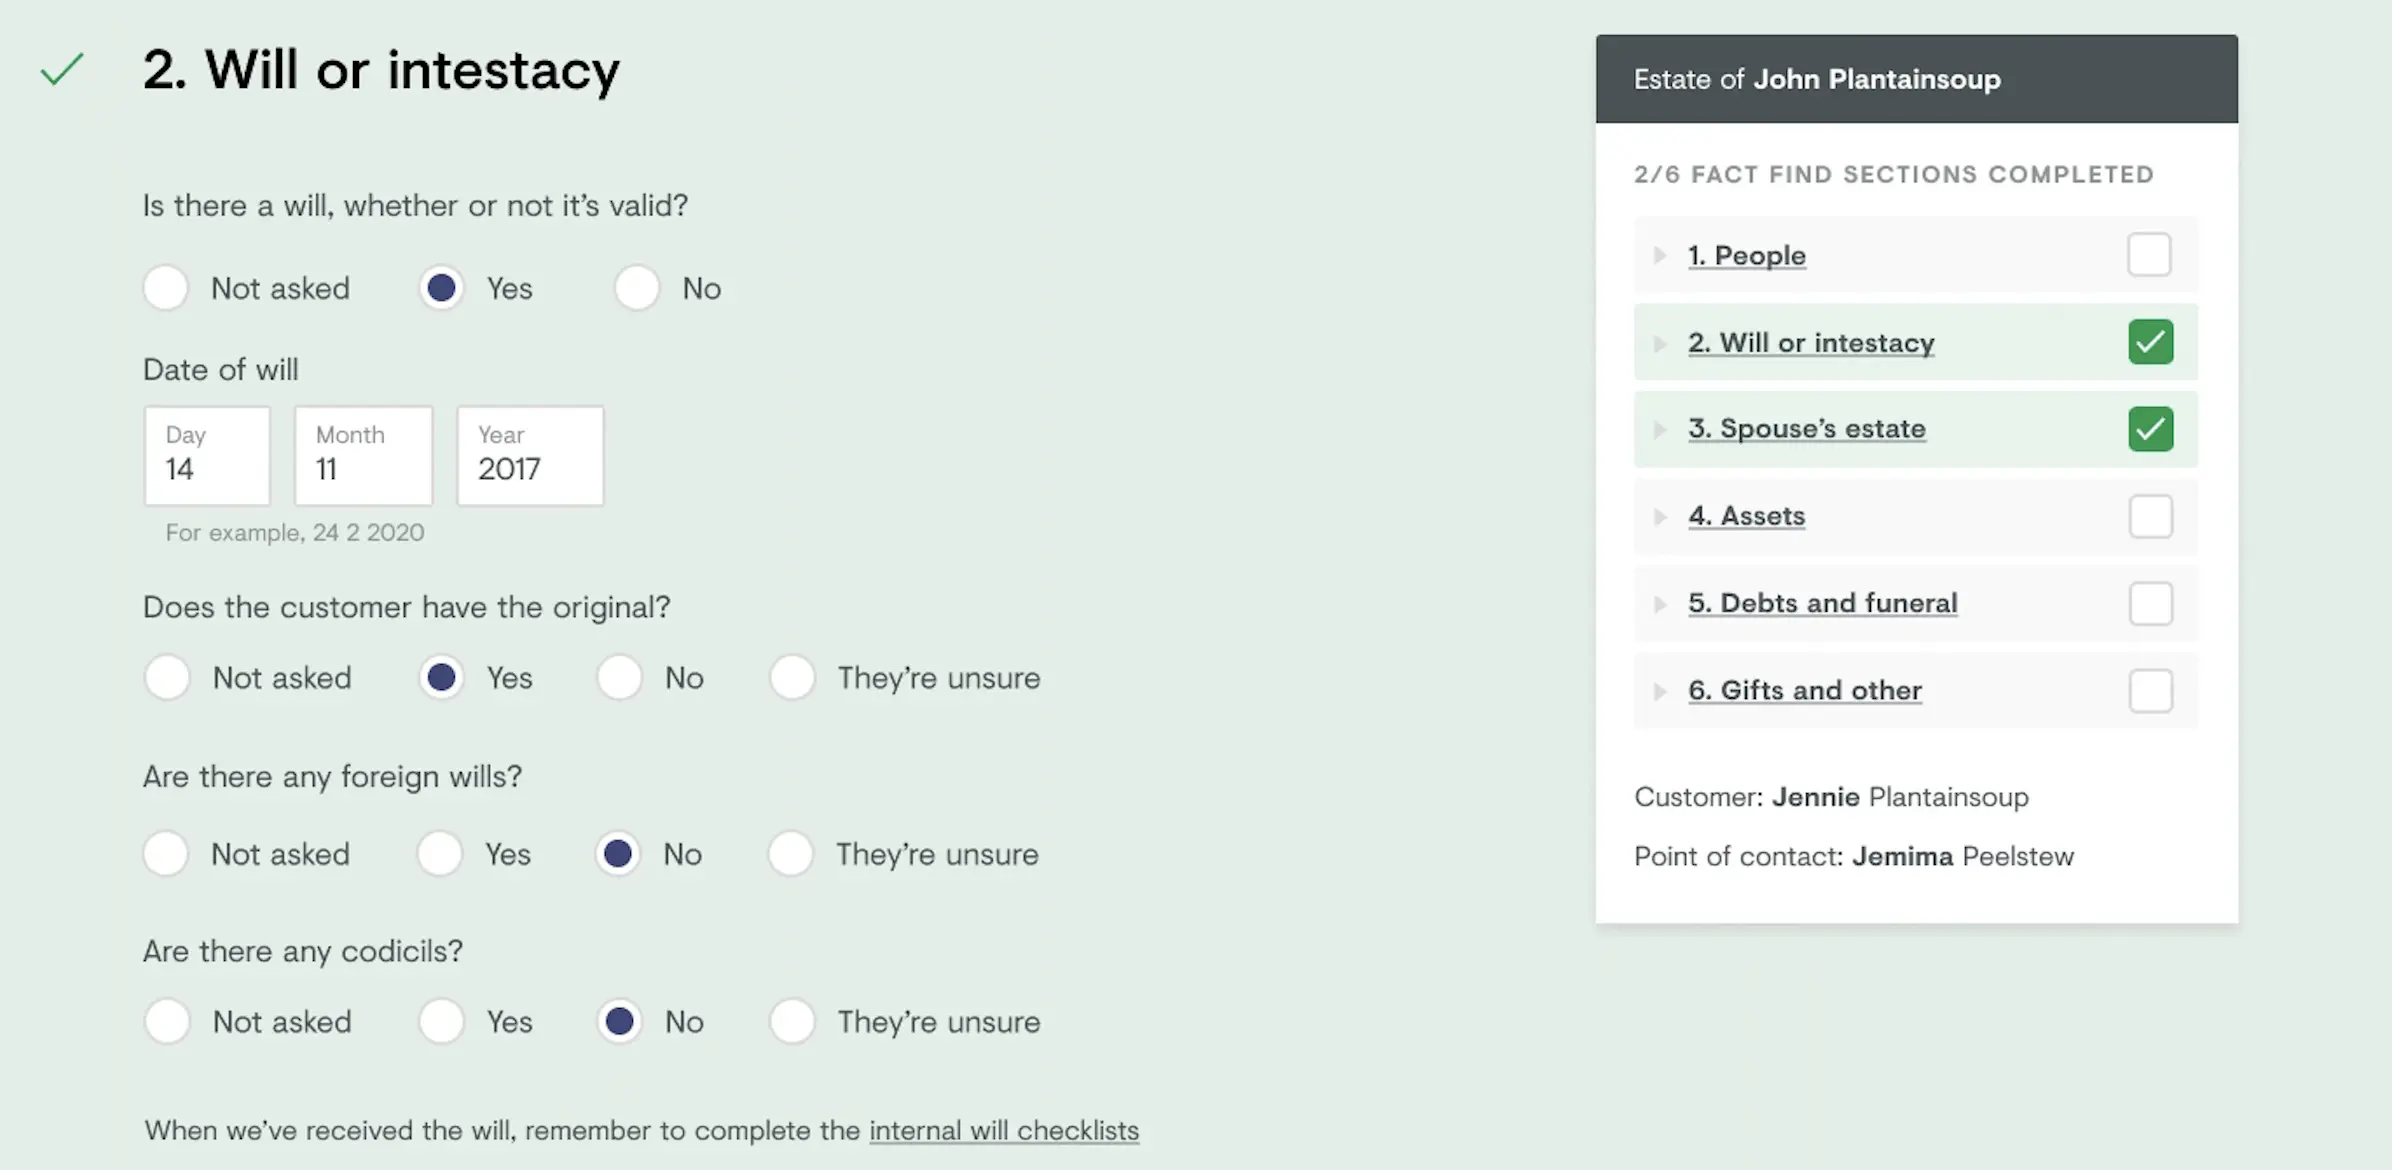 2. Will or intestacy
Is there a will, whether or not it’s valid?
Not asked Yes No
Date of will
Day Month Year
14 11 2017
For example, 24 2 2020
Does the customer have the original?
Not asked Yes No They’re unsure
Are there any foreign wills?
Not asked Yes No They’re unsure
Are there any codicils?
Not asked Yes No They’re unsure
When we’ve received the will, remember to complete the internal will checklists
Estate of John Plantainsoup
2/6 FACT FIND SECTIONS COMPLETED
1. People
2. Will or intestacy
3. Spouse’s estate
4. Assets
5. Debts and funeral
6. Gifts and other
Customer: Jennie Plantainsoup
Point of contact: Jemima Peelstew